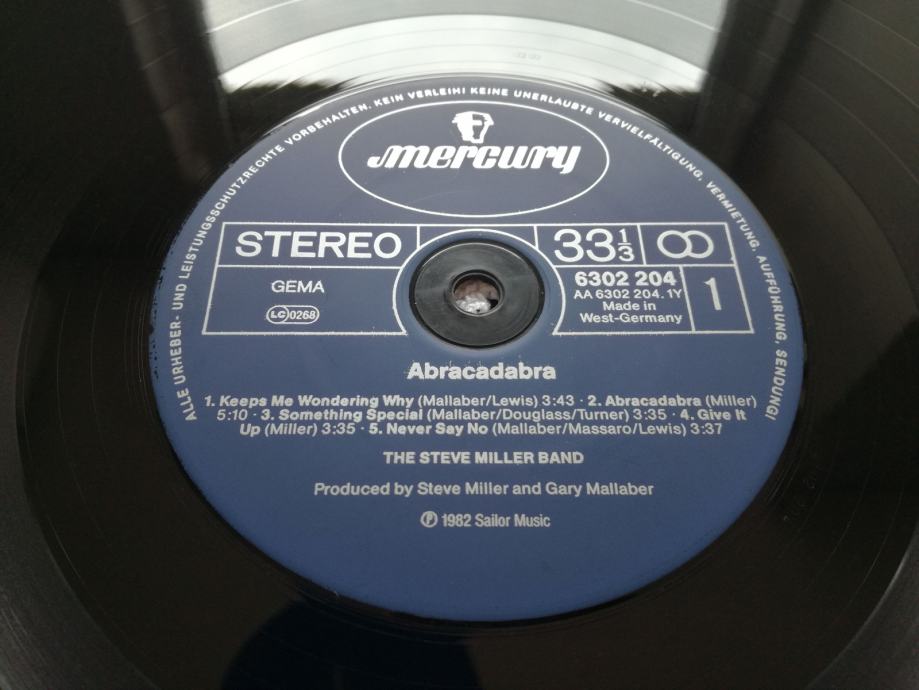 ALLE URHEBER- UND LEISTUNGSSCHUTZRECHTE VORBEHALTEN. KEIN VERLEIH! KEINE UNERLAUBTE VERVIELFÄLTIGUNG, VERMIETUNG, AUFFÜHRUNG, SENDUNG!
mercury
STEREO
33 1/3
GEMA
LC 0268
6302 204
AA 6302 204.1Y
Made in
West-Germany
1
Abracadabra
1. Keeps Me Wondering Why (Mallaber/Lewis) 3:43 · 2. Abracadabra (Miller)
5:10 · 3. Something Special (Mallaber/Douglass/Turner) 3:35 · 4. Give It
Up (Miller) 3:35 · 5. Never Say No (Mallaber/Massaro/Lewis) 3:37
THE STEVE MILLER BAND
Produced by Steve Miller and Gary Mallaber
℗ 1982 Sailor Music